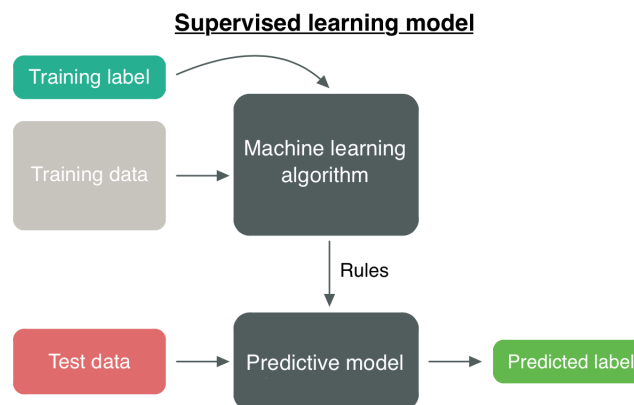 Supervised learning model
Training label
Training data
Machine learning
algorithm
Rules
Test data
Predictive model
Predicted label